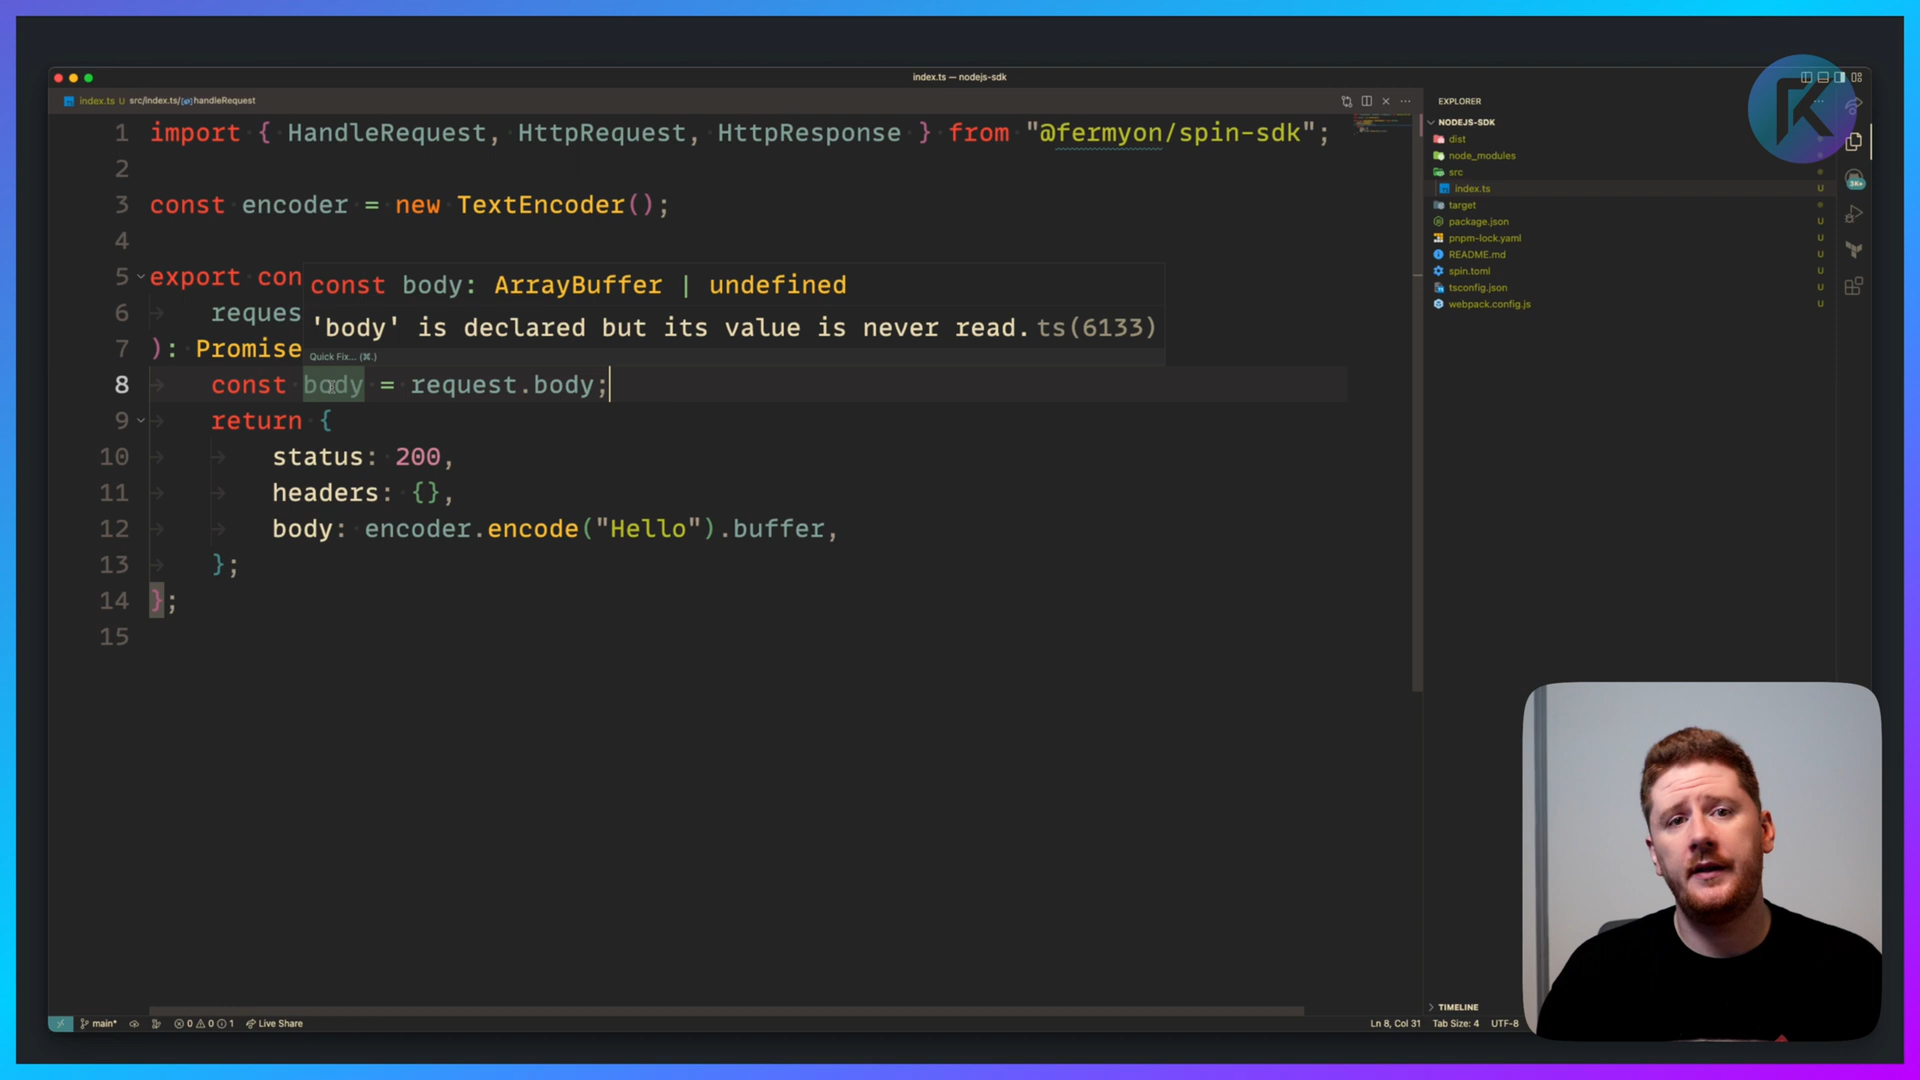 index.ts — nodejs-sdk
index.ts U src/index.ts/handleRequest
1 import { HandleRequest, HttpRequest, HttpResponse } from "@fermyon/spin-sdk";
2
3 const encoder = new TextEncoder();
4
5 export con
const body: ArrayBuffer | undefined
6 reques
'body' is declared but its value is never read. ts(6133)
7 ): Promise
Quick Fix... (⌘.)
8 const body = request.body;
9 return {
10 status: 200,
11 headers: {},
12 body: encoder.encode("Hello").buffer,
13 };
14 };
15
EXPLORER
NODEJS-SDK
dist
node_modules
src
index.ts U
target
package.json U
pnpm-lock.yaml U
README.md U
spin.toml U
tsconfig.json U
webpack.config.js U
3K+
TIMELINE
main* 0 0 1 Live Share
Ln 8, Col 31 Tab Size: 4 UTF-8